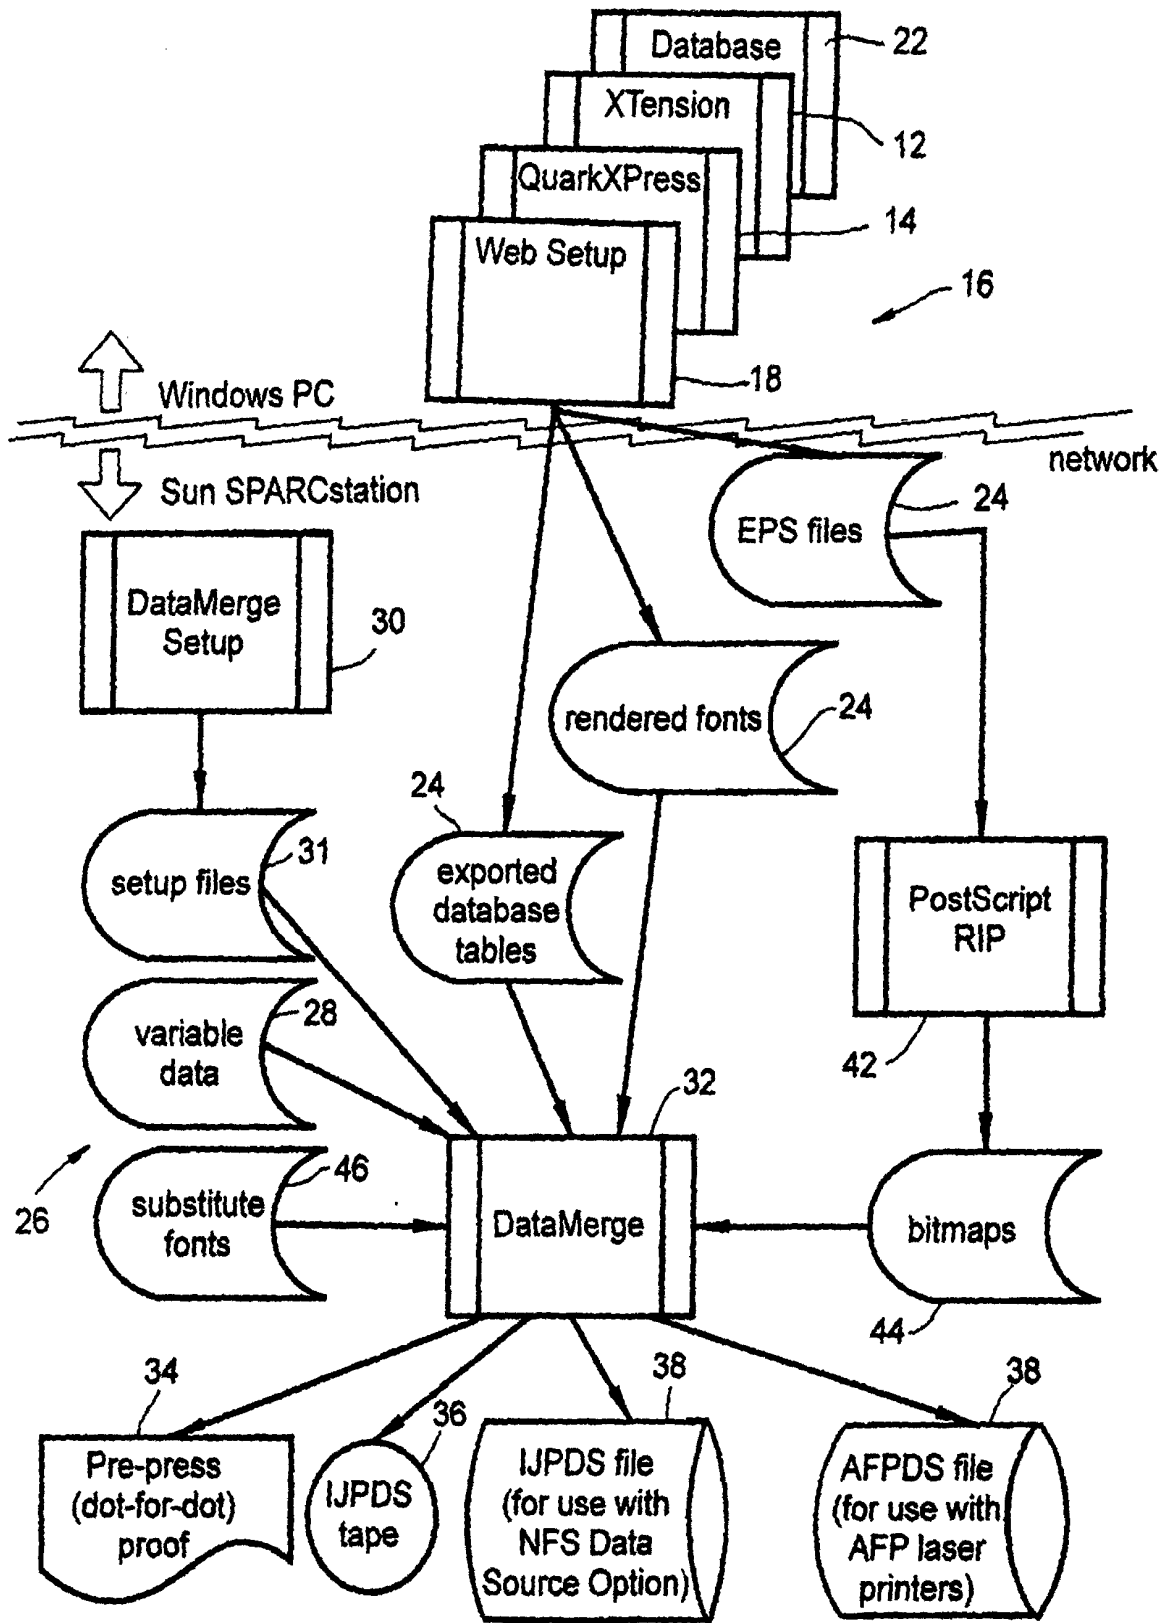 Database
22
XTension
12
QuarkXPress
14
Web Setup
16
18
Windows PC
network
Sun SPARCstation
24
EPS files
DataMerge
Setup
30
rendered fonts
24
24
31
setup files
exported
database
tables
PostScript
RIP
28
variable
data
42
32
26
46
substitute
fonts
DataMerge
bitmaps
44
34
36
38
38
Pre-press
(dot-for-dot)
proof
IJPDS
tape
IJPDS file
(for use with
NFS Data
Source Option)
AFPDS file
(for use with
AFP laser
printers)